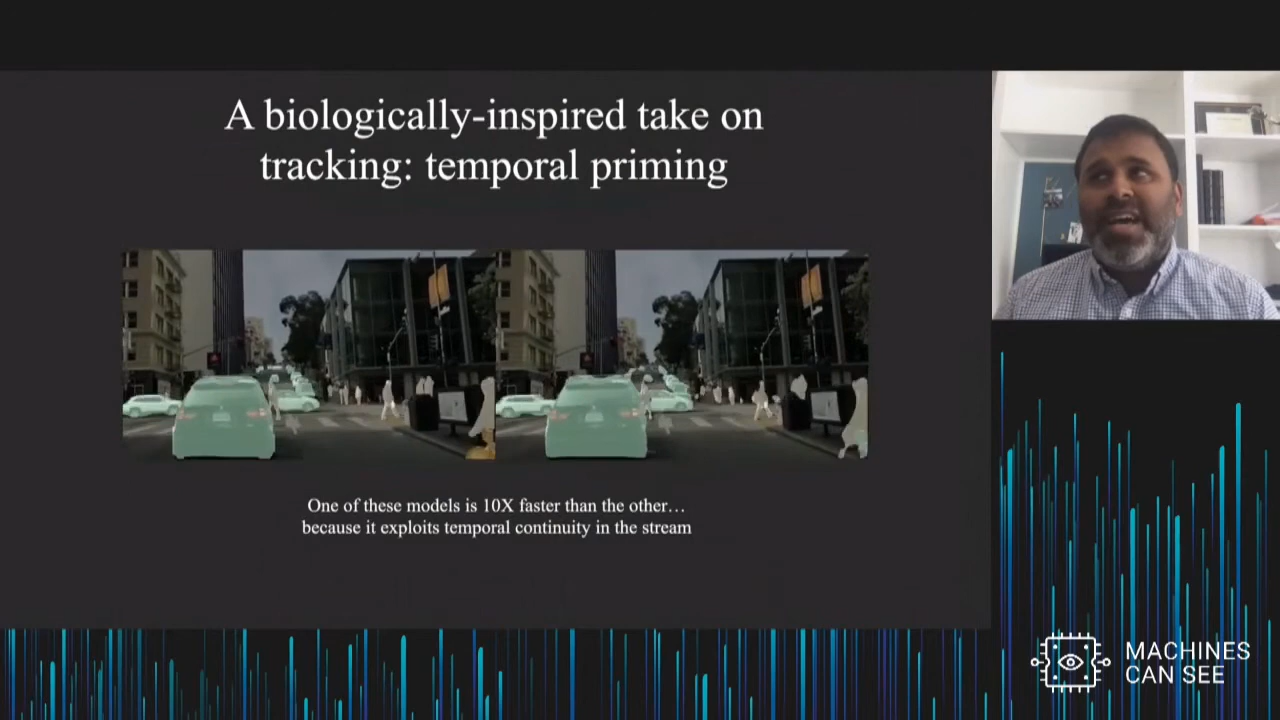 A biologically-inspired take on
tracking: temporal priming
One of these models is 10X faster than the other…
because it exploits temporal continuity in the stream
MACHINES
CAN SEE